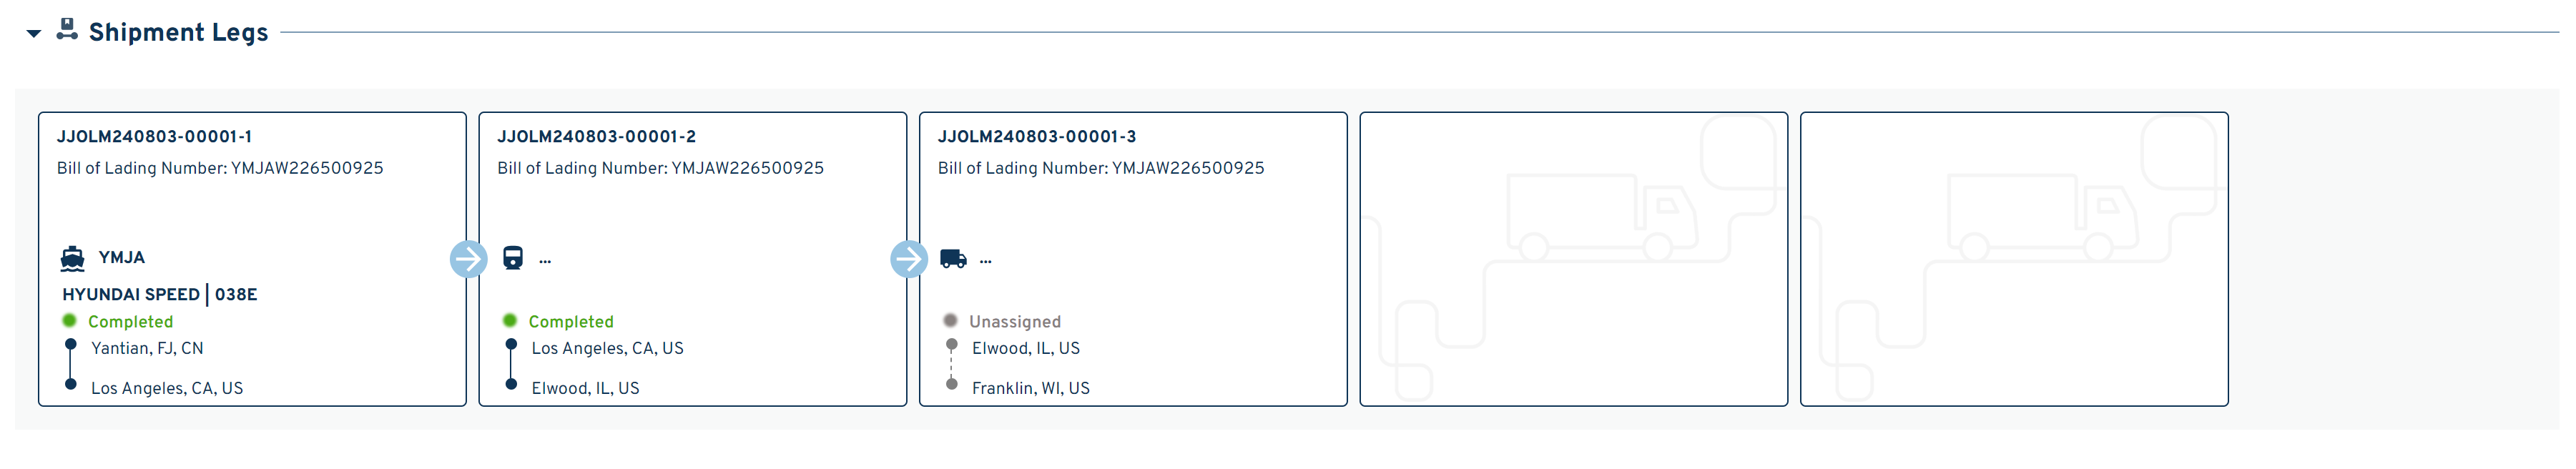 Shipment Legs
JJOLM240803-00001-1
Bill of Lading Number: YMJAW226500925
YMJA
HYUNDAI SPEED | 038E
Completed
Yantian, FJ, CN
Los Angeles, CA, US
JJOLM240803-00001-2
Bill of Lading Number: YMJAW226500925
...
Completed
Los Angeles, CA, US
Elwood, IL, US
JJOLM240803-00001-3
Bill of Lading Number: YMJAW226500925
...
Unassigned
Elwood, IL, US
Franklin, WI, US